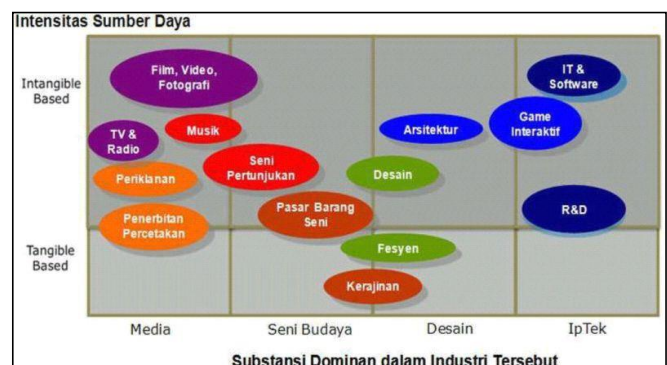 Intensitas Sumber Daya
Intangible
Based
Film, Video,
Fotografi
IT &
Software
TV &
Radio
Musik
Arsitektur
Game
Interaktif
Periklanan
Seni
Pertunjukan
Desain
Penerbitan
Percetakan
Pasar Barang
Seni
R&D
Tangible
Based
Fesyen
Kerajinan
Media
Seni Budaya
Desain
IpTek
Substansi Dominan dalam Industri Tersebut